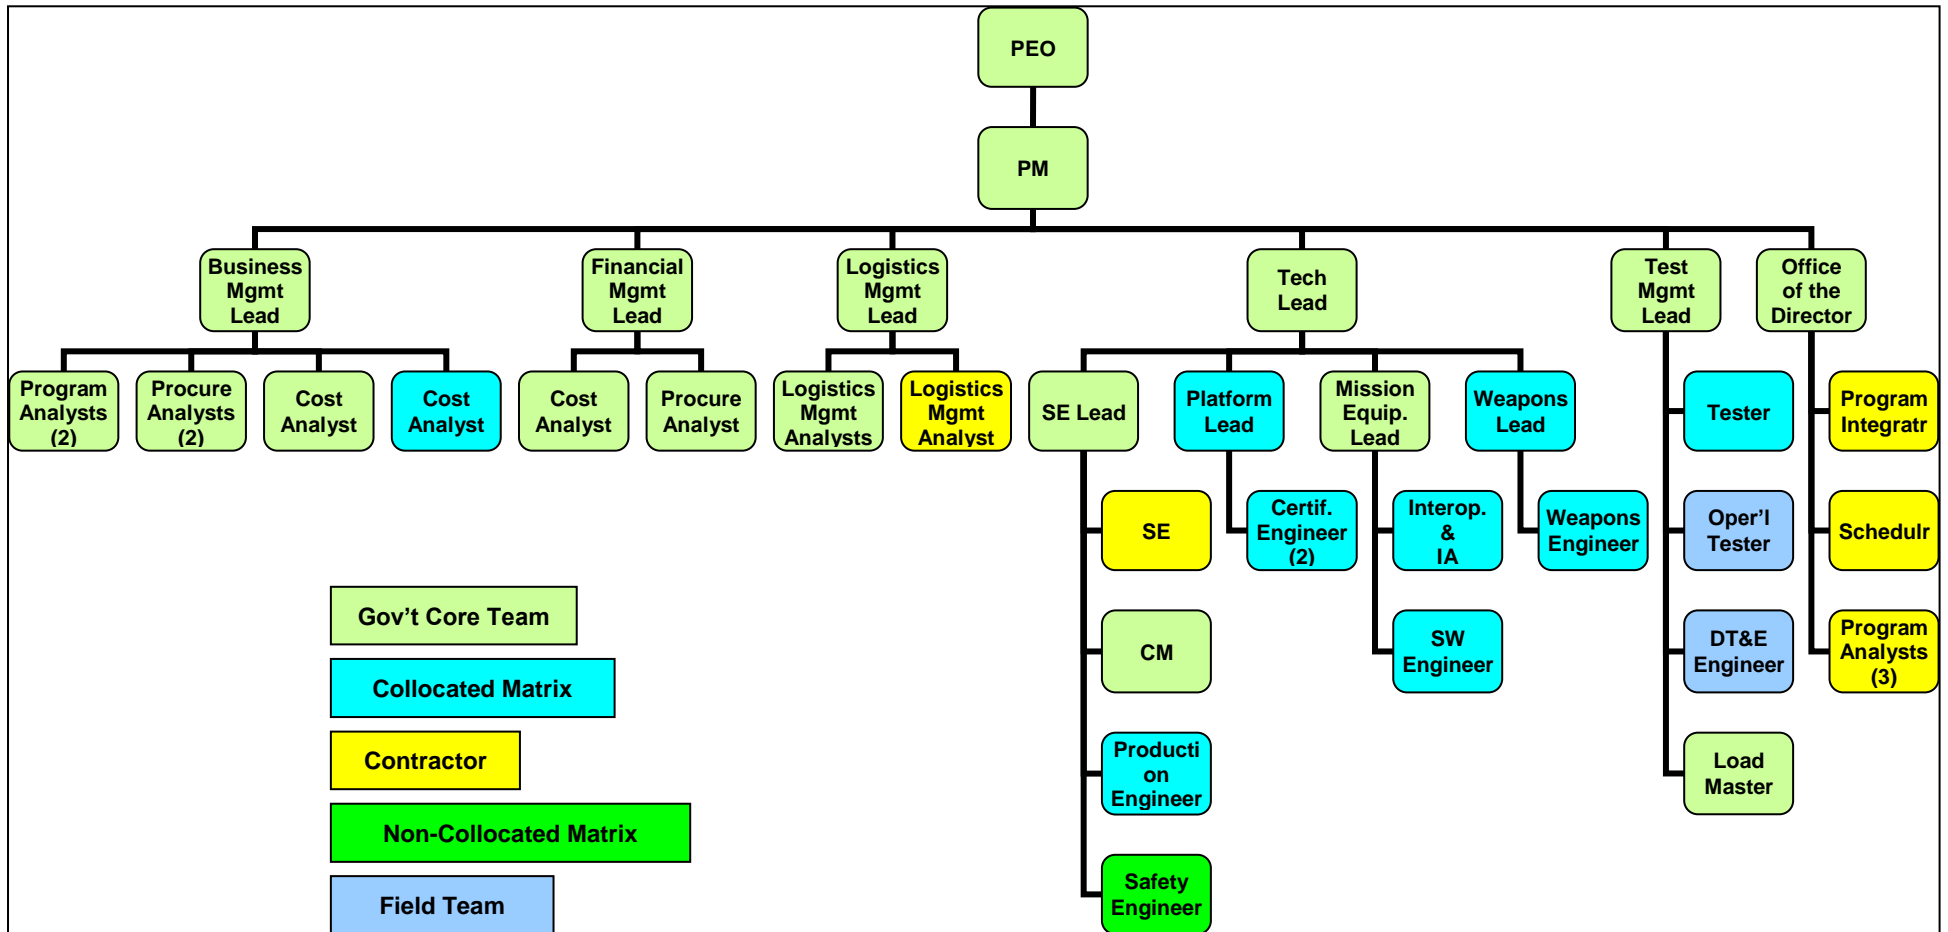 PEO
PM
Business
Mgmt
Lead
Financial
Mgmt
Lead
Logistics
Mgmt
Lead
Tech
Lead
Test
Mgmt
Lead
Office
of the
Director
Program
Analysts
(2)
Procure
Analysts
(2)
Cost
Analyst
Cost
Analyst
Cost
Analyst
Procure
Analyst
Logistics
Mgmt
Analysts
Logistics
Mgmt
Analyst
SE Lead
Platform
Lead
Mission
Equip.
Lead
Weapons
Lead
Tester
Program
Integratr
SE
Certif.
Engineer
(2)
Interop.
&
IA
Weapons
Engineer
Oper'l
Tester
Schedulr
CM
SW
Engineer
DT&E
Engineer
Program
Analysts
(3)
Producti
on
Engineer
Load
Master
Safety
Engineer
Gov't Core Team
Collocated Matrix
Contractor
Non-Collocated Matrix
Field Team